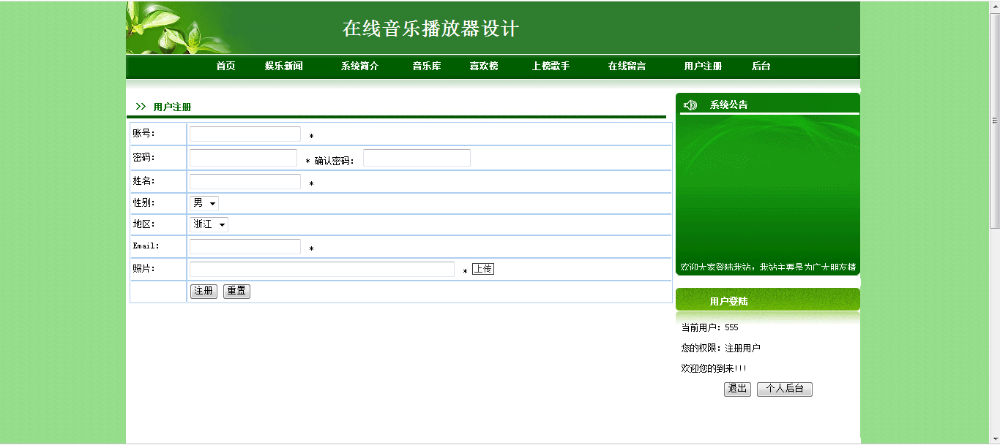 在线音乐播放器设计
首页 娱乐新闻 系统简介 音乐库 喜欢榜 上榜歌手 在线留言 用户注册 后台
>> 用户注册
账号： *
密码： * 确认密码：
姓名： *
性别： 男
地区： 浙江
Email： *
照片： * 上传
注册 重置
系统公告
欢迎大家登陆我站，我站主要是为广大朋友精
用户登陆
当前用户：555
您的权限：注册用户
欢迎您的到来!!!
退出 个人后台